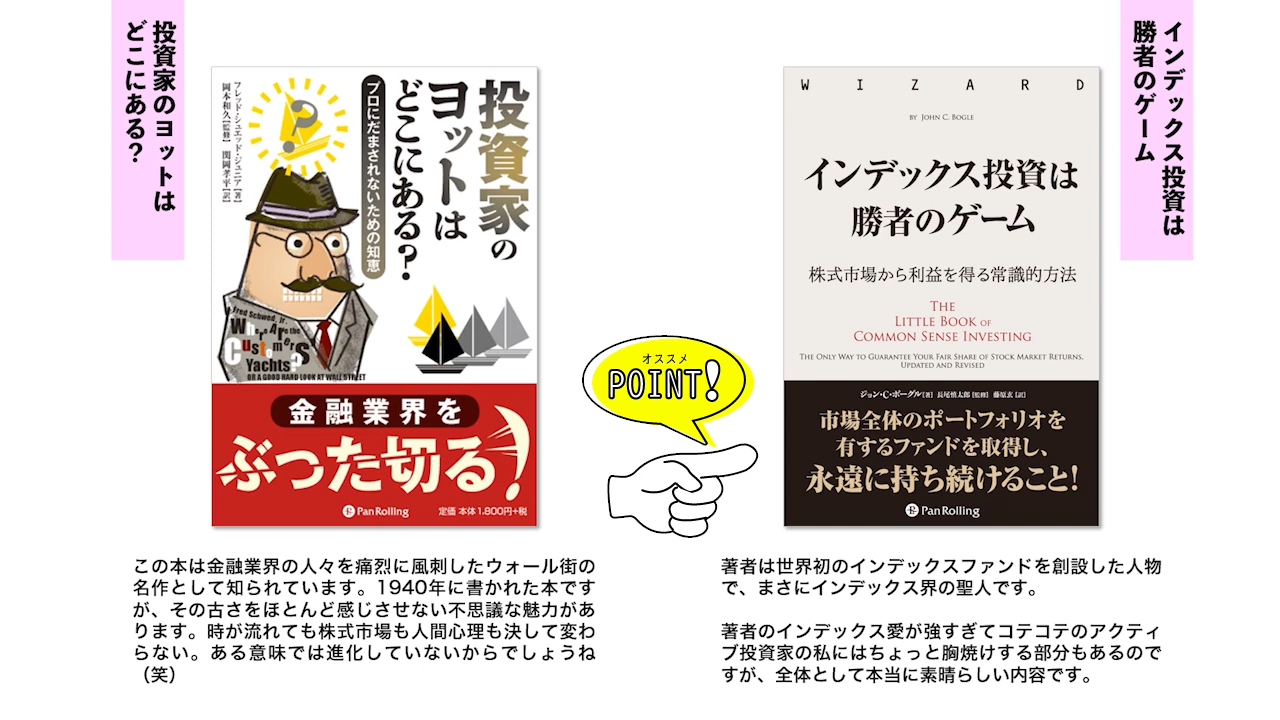 投資家のヨットは
どこにある?
投資家の
ヨットは
どこにある?
プロにだまされないための知恵
フレッド・シュエッド・ジュニア[著]
岡本和久[監修] 関岡孝平[訳]
?
Fred Schwed, Jr.
Where Are the
Customers'
Yachts?
OR A GOOD HARD LOOK AT WALL STREET
金融業界を
ぶった切る!
Pan Rolling
定価 本体1,800円+税
この本は金融業界の人々を痛烈に風刺したウォール街の
名作として知られています。1940年に書かれた本です
が、その古さをほとんど感じさせない不思議な魅力があ
ります。時が流れても株式市場も人間心理も決して変わ
らない。ある意味では進化していないからでしょうね
(笑)
オススメ
POINT!
インデックス投資は
勝者のゲーム
WIZARD
BY JOHN C. BOGLE
インデックス投資は
勝者のゲーム
株式市場から利益を得る常識的方法
THE
LITTLE BOOK OF
COMMON SENSE INVESTING
THE ONLY WAY TO GUARANTEE YOUR FAIR SHARE OF STOCK MARKET RETURNS,
UPDATED AND REVISED
ジョン・C・ボーグル[著] 長尾慎太郎[監修] 藤原玄[訳]
市場全体のポートフォリオを
有するファンドを取得し、
永遠に持ち続けること!
Pan Rolling
著者は世界初のインデックスファンドを創設した人物
で、まさにインデックス界の聖人です。
著者のインデックス愛が強すぎてコテコテのアクティ
ブ投資家の私にはちょっと胸焼けする部分もあるので
すが、全体として本当に素晴らしい内容です。